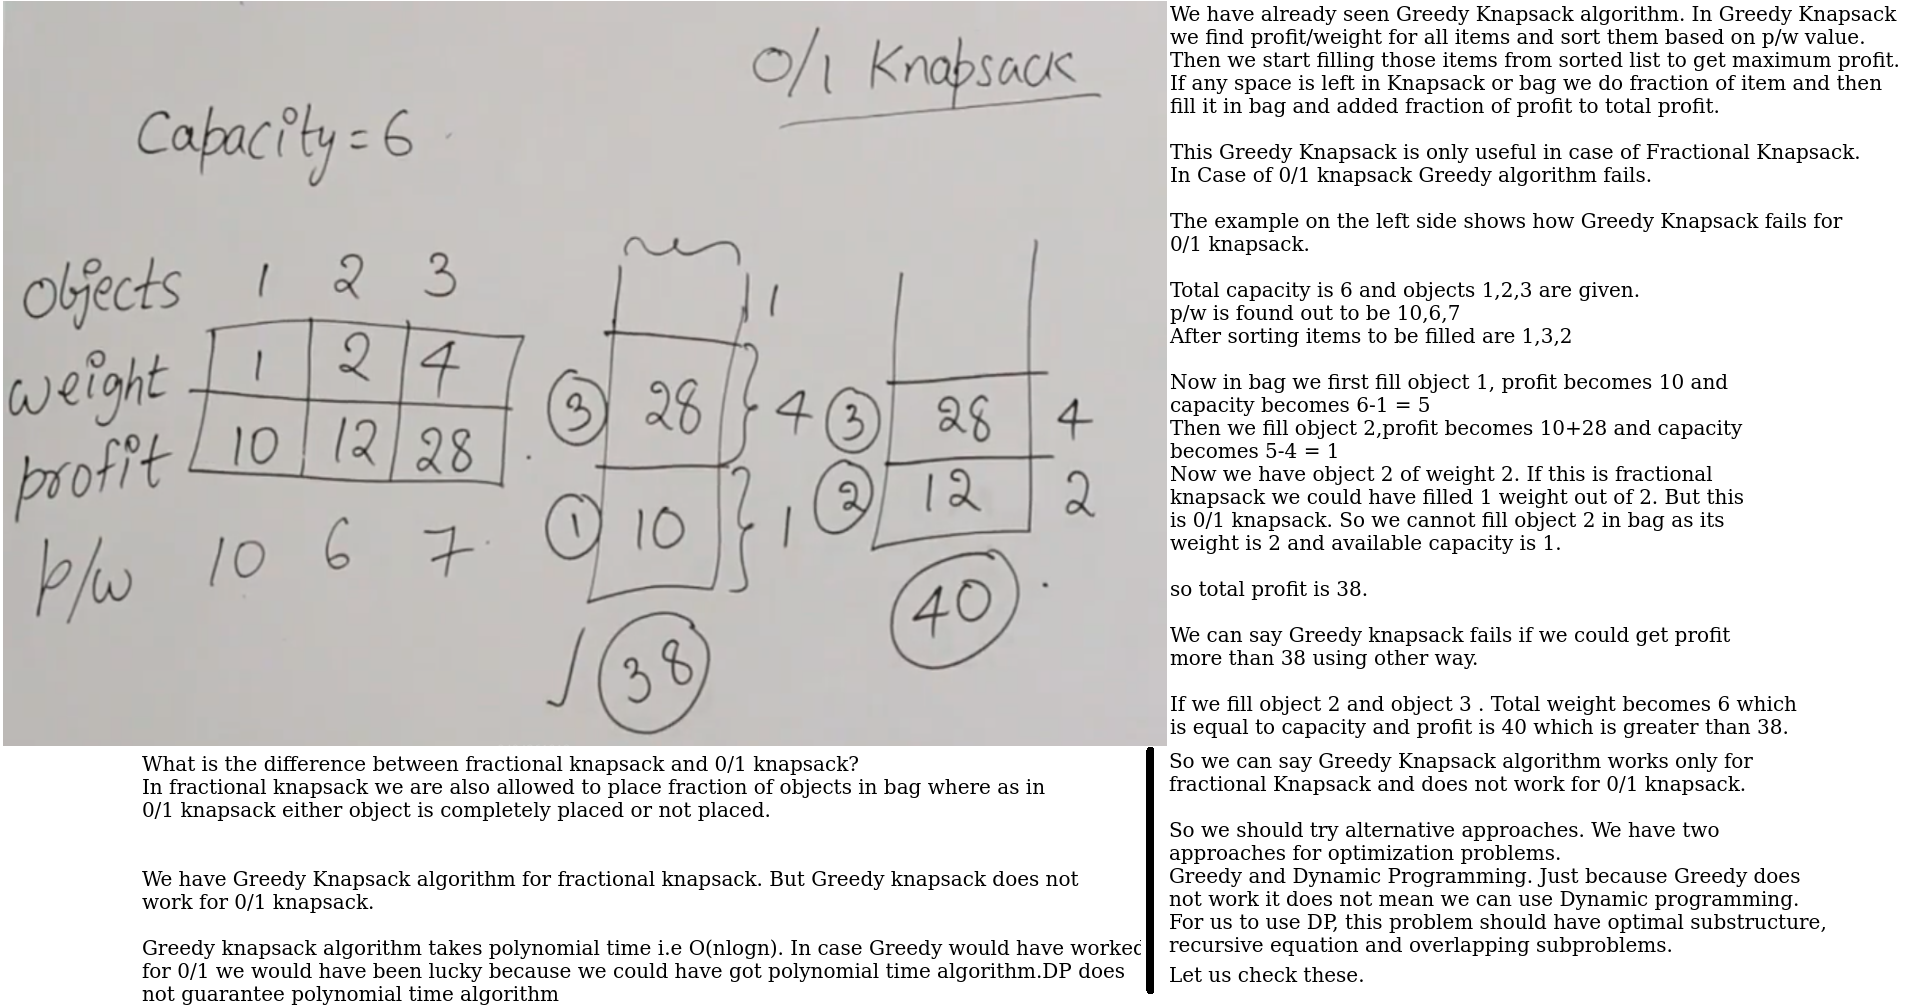 0/1 Knapsack
Capacity = 6
objects 1 2 3
weight 1 2 4
profit 10 12 28
p/w 10 6 7
1
3 28 4
1 10 1
38
3 28 4
2 12 2
40
We have already seen Greedy Knapsack algorithm. In Greedy Knapsack
we find profit/weight for all items and sort them based on p/w value.
Then we start filling those items from sorted list to get maximum profit.
If any space is left in Knapsack or bag we do fraction of item and then
fill it in bag and added fraction of profit to total profit.
This Greedy Knapsack is only useful in case of Fractional Knapsack.
In Case of 0/1 knapsack Greedy algorithm fails.
The example on the left side shows how Greedy Knapsack fails for
0/1 knapsack.
Total capacity is 6 and objects 1,2,3 are given.
p/w is found out to be 10,6,7
After sorting items to be filled are 1,3,2
Now in bag we first fill object 1, profit becomes 10 and
capacity becomes 6-1 = 5
Then we fill object 2,profit becomes 10+28 and capacity
becomes 5-4 = 1
Now we have object 2 of weight 2. If this is fractional
knapsack we could have filled 1 weight out of 2. But this
is 0/1 knapsack. So we cannot fill object 2 in bag as its
weight is 2 and available capacity is 1.
so total profit is 38.
We can say Greedy knapsack fails if we could get profit
more than 38 using other way.
If we fill object 2 and object 3 . Total weight becomes 6 which
is equal to capacity and profit is 40 which is greater than 38.
What is the difference between fractional knapsack and 0/1 knapsack?
In fractional knapsack we are also allowed to place fraction of objects in bag where as in
0/1 knapsack either object is completely placed or not placed.
We have Greedy Knapsack algorithm for fractional knapsack. But Greedy knapsack does not
work for 0/1 knapsack.
Greedy knapsack algorithm takes polynomial time i.e O(nlogn). In case Greedy would have worked
for 0/1 we would have been lucky because we could have got polynomial time algorithm.DP does
not guarantee polynomial time algorithm
So we can say Greedy Knapsack algorithm works only for
fractional Knapsack and does not work for 0/1 knapsack.
So we should try alternative approaches. We have two
approaches for optimization problems.
Greedy and Dynamic Programming. Just because Greedy does
not work it does not mean we can use Dynamic programming.
For us to use DP, this problem should have optimal substructure,
recursive equation and overlapping subproblems.
Let us check these.